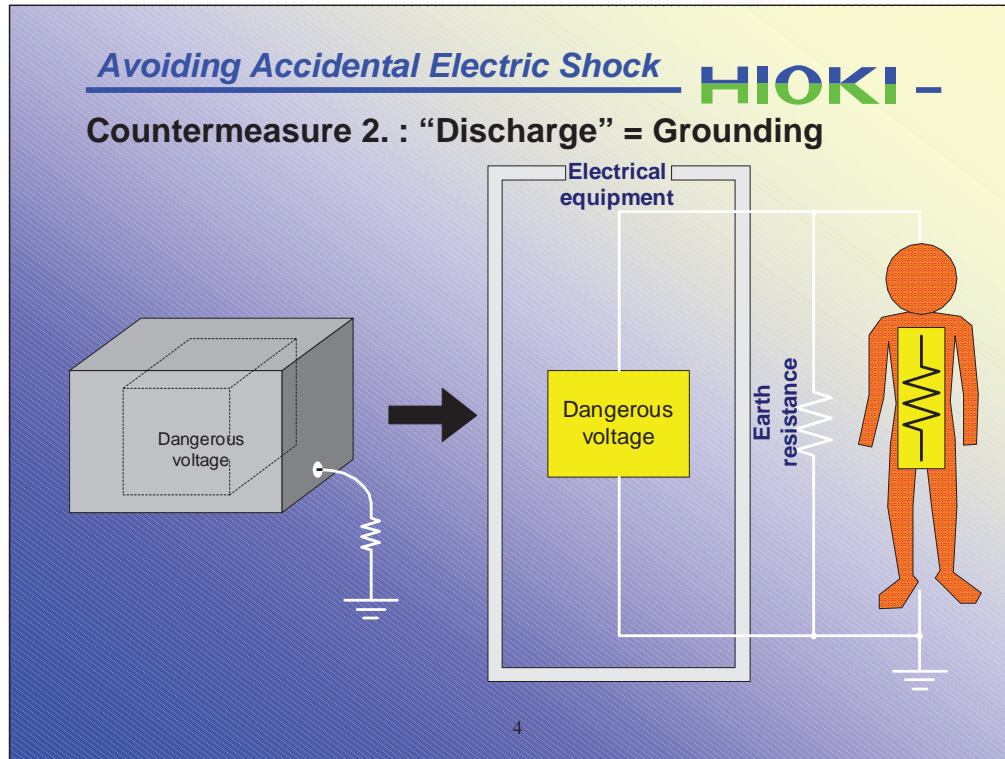 Avoiding Accidental Electric Shock
HIOKI
Countermeasure 2. : “Discharge” = Grounding
Electrical
equipment
Dangerous
voltage
Dangerous
voltage
Earth
resistance
4